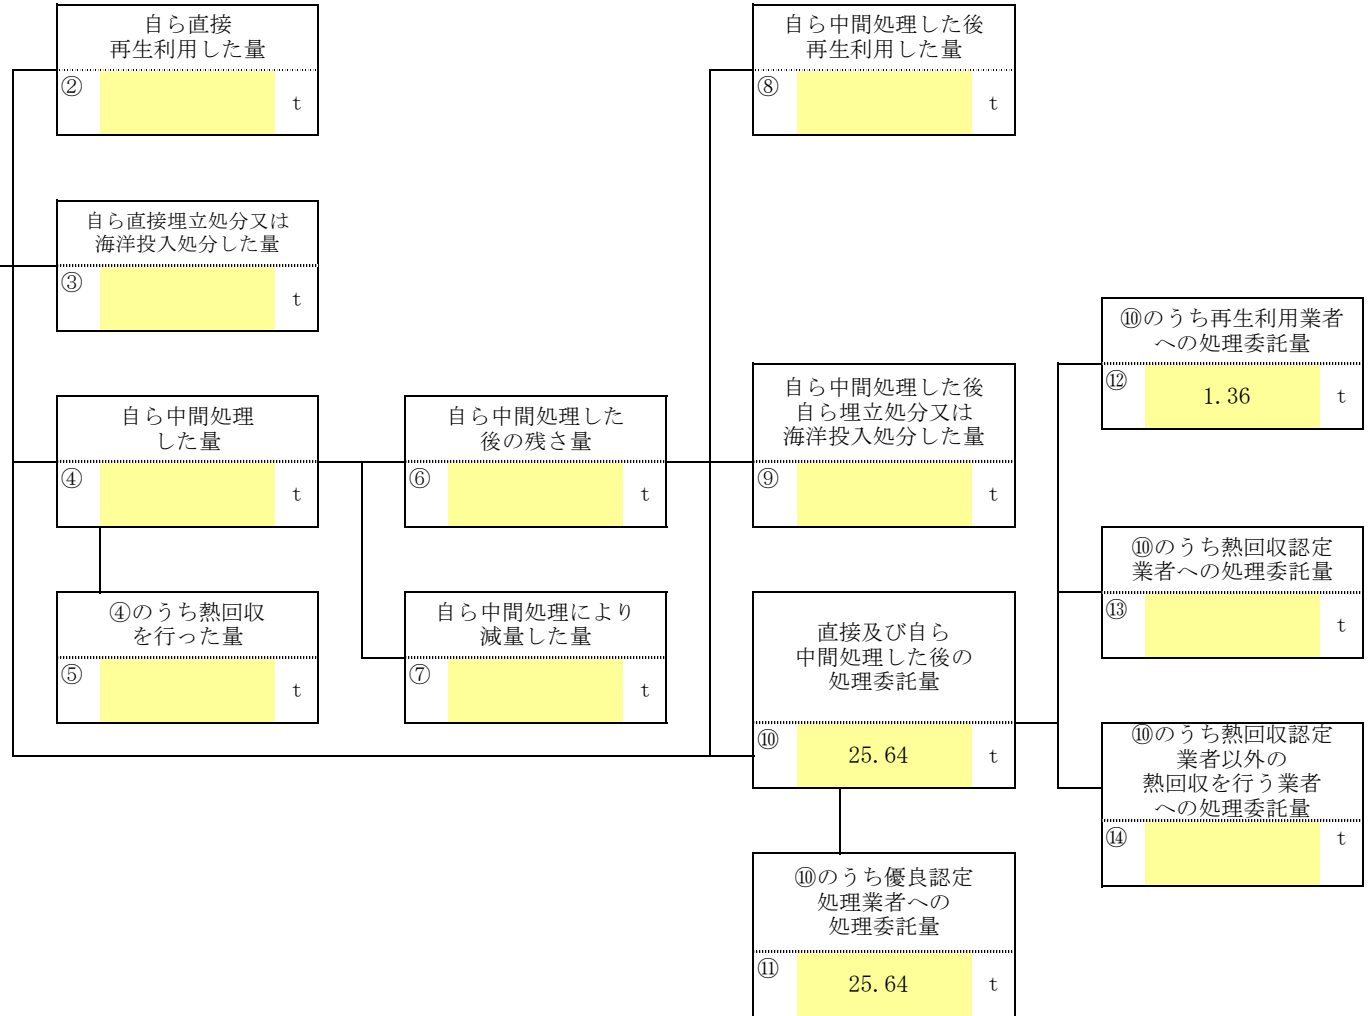 自ら直接
再生利用した量
② t
自ら中間処理した後
再生利用した量
⑧ t
自ら直接埋立処分又は
海洋投入処分した量
③ t
⑩のうち再生利用業者
への処理委託量
⑫ 1.36 t
自ら中間処理
した量
④ t
自ら中間処理した
後の残さ量
⑥ t
自ら中間処理した後
自ら埋立処分又は
海洋投入処分した量
⑨ t
⑩のうち熱回収認定
業者への処理委託量
⑬ t
④のうち熱回収
を行った量
⑤ t
自ら中間処理により
減量した量
⑦ t
直接及び自ら
中間処理した後の
処理委託量
⑩ 25.64 t
⑩のうち熱回収認定
業者以外の
熱回収を行う業者
への処理委託量
⑭ t
⑩のうち優良認定
処理業者への
処理委託量
⑪ 25.64 t